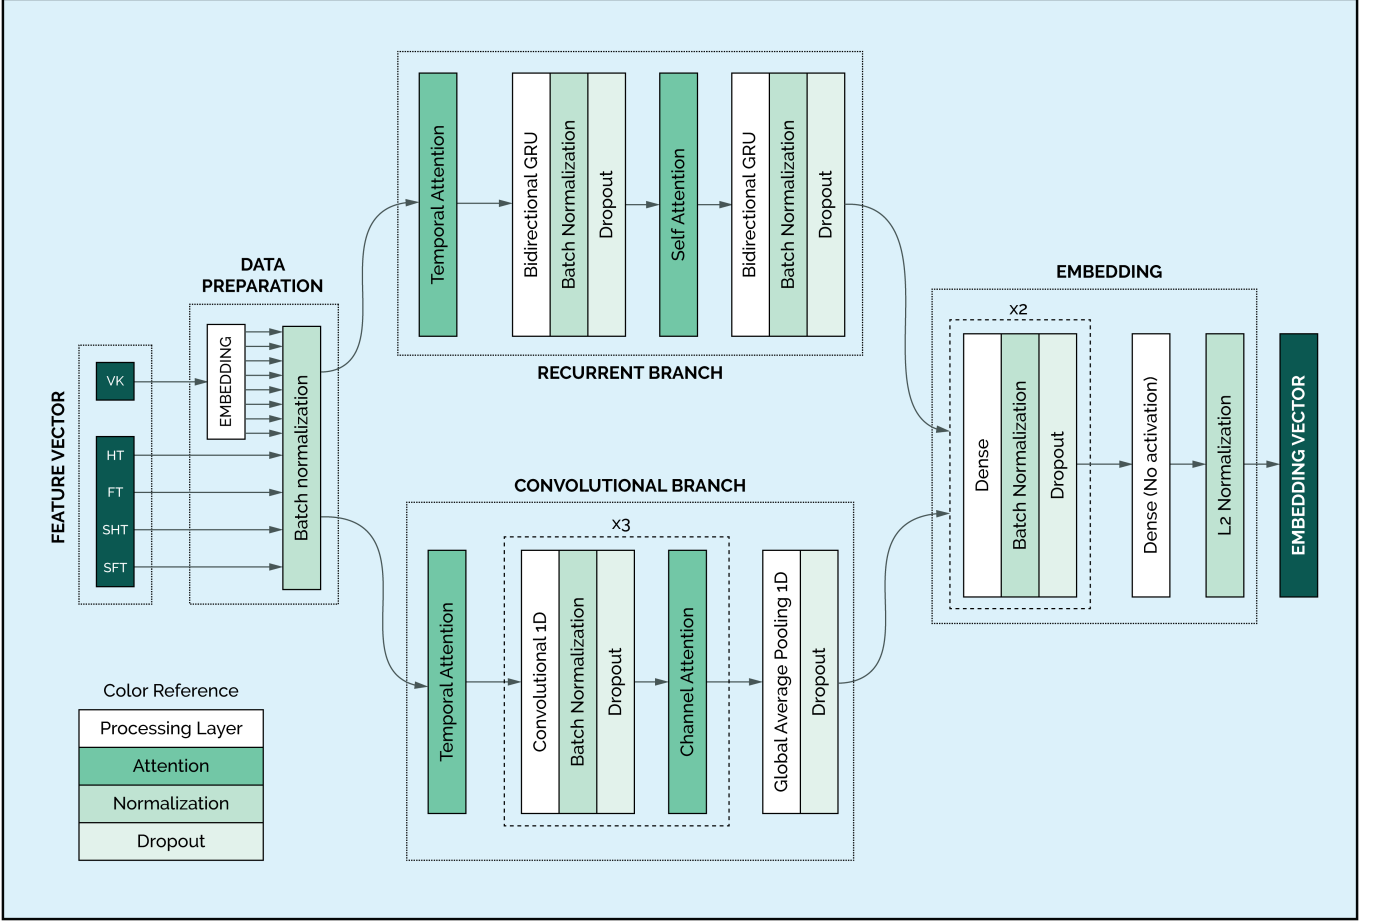 FEATURE VECTOR
VK
HT
FT
SHT
SFT
DATA
PREPARATION
EMBEDDING
Batch normalization
Temporal Attention
Bidirectional GRU
Batch Normalization
Dropout
Self Attention
Bidirectional GRU
Batch Normalization
Dropout
RECURRENT BRANCH
CONVOLUTIONAL BRANCH
Temporal Attention
x3
Convolutional 1D
Batch Normalization
Dropout
Channel Attention
Global Average Pooling 1D
Dropout
EMBEDDING
x2
Dense
Batch Normalization
Dropout
Dense (No activation)
L2 Normalization
EMBEDDING VECTOR
Color Reference
Processing Layer
Attention
Normalization
Dropout